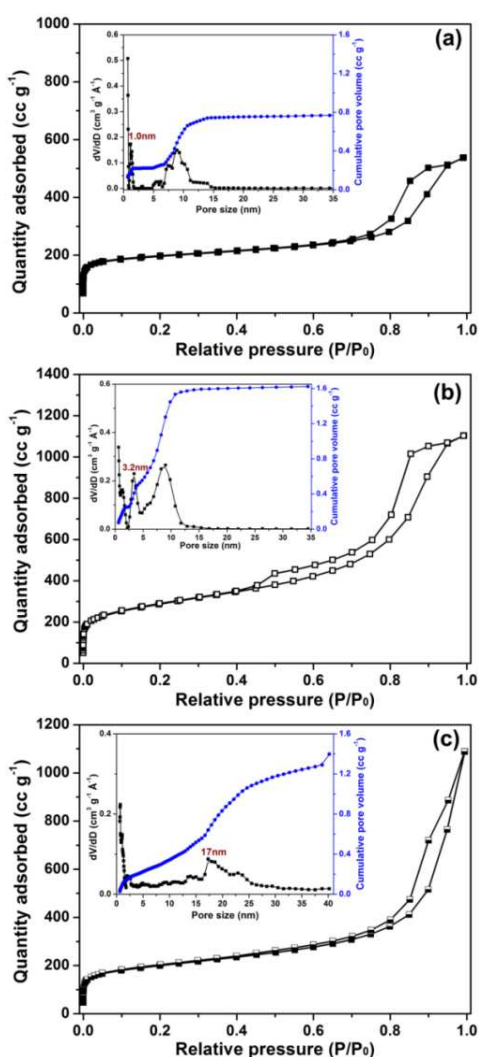 (a)
Quantity adsorbed (cc g⁻¹)
1000
800
600
400
200
0
0.0 0.2 0.4 0.6 0.8 1.0
Relative pressure (P/P₀)
dV/dD (cm³ g⁻¹ A⁻¹)
0.6
0.5
0.4
0.3
0.2
0.1
0.0
1.0nm
0 5 10 15 20 25 30 35
Pore size (nm)
1.6
1.2
0.8
0.4
0.0
Cumulative pore volume (cc g⁻¹)
(b)
Quantity adsorbed (cc g⁻¹)
1400
1200
1000
800
600
400
200
0
0.0 0.2 0.4 0.6 0.8 1.0
Relative pressure (P/P₀)
dV/dD (cm³ g⁻¹ A⁻¹)
0.6
0.4
0.2
0.0
3.2nm
0 5 10 15 20 25 30 35
Pore size (nm)
1.6
1.2
0.8
0.4
0.0
Cumulative pore volume (cc g⁻¹)
(c)
Quantity adsorbed (cc g⁻¹)
1200
1000
800
600
400
200
0
0.0 0.2 0.4 0.6 0.8 1.0
Relative pressure (P/P₀)
dV/dD (cm³ g⁻¹ A⁻¹)
0.4
0.2
0.0
17nm
0 5 10 15 20 25 30 35 40
Pore size (nm)
1.6
1.2
0.8
0.4
0.0
Cumulative pore volume (cc g⁻¹)